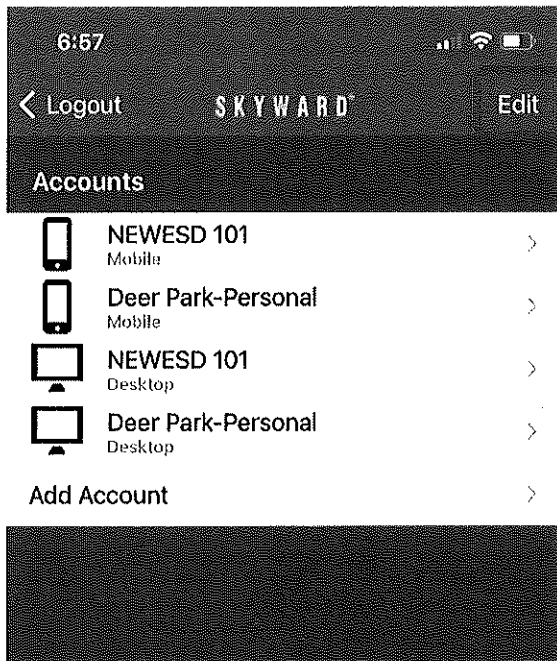 6:57
Logout SKYWARD Edit
Accounts
NEWESD 101
Mobile
Deer Park-Personal
Mobile
NEWESD 101
Desktop
Deer Park-Personal
Desktop
Add Account